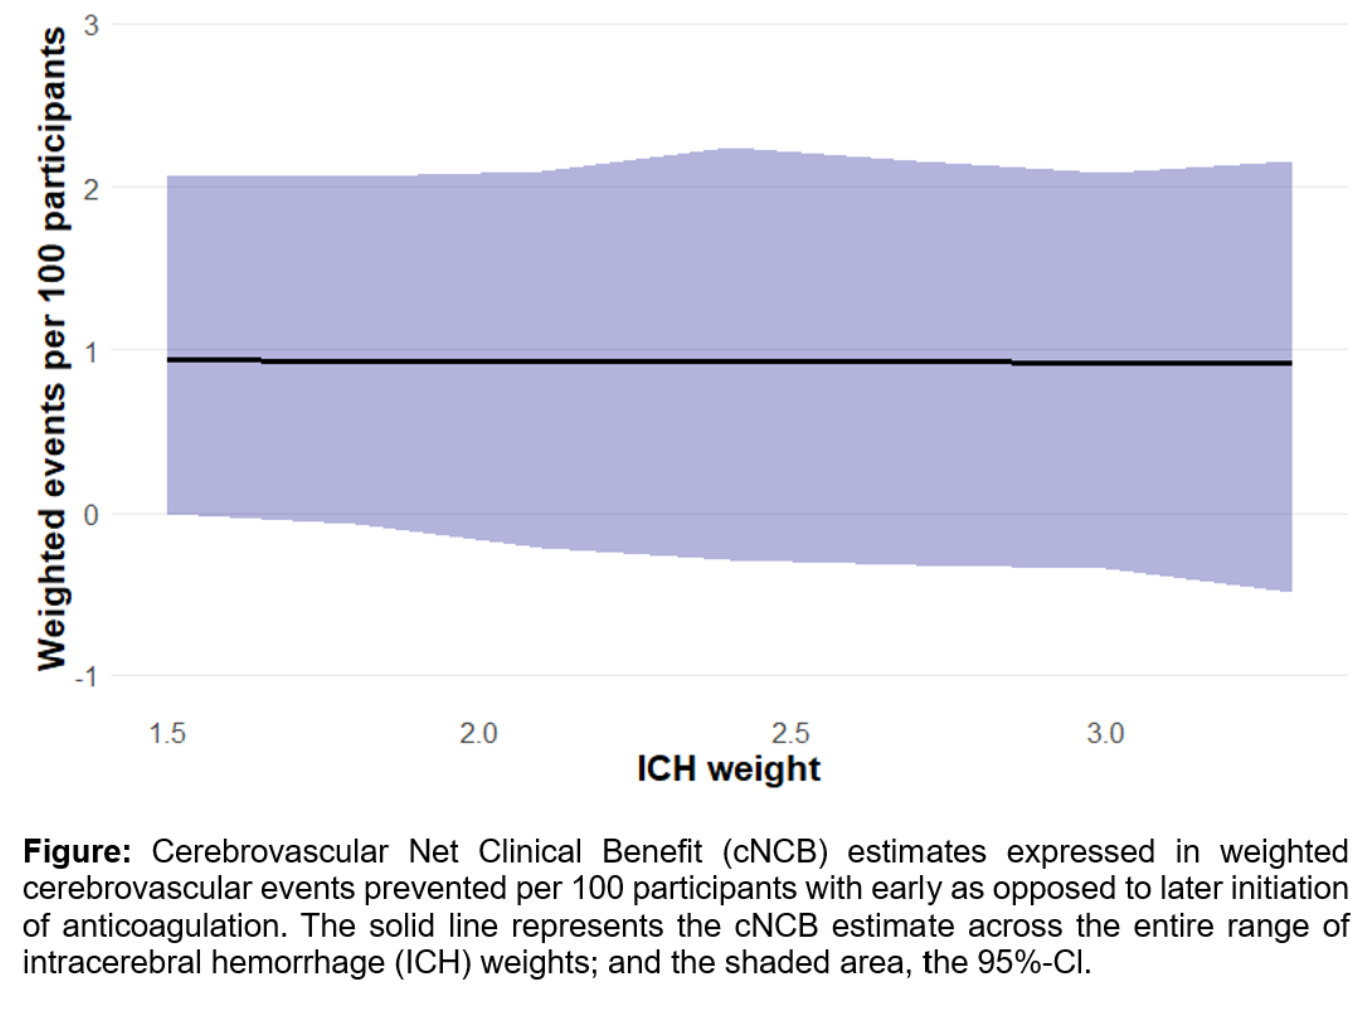 Weighted events per 100 participants
3
2
1
0
-1
1.5 2.0 2.5 3.0
ICH weight
Figure: Cerebrovascular Net Clinical Benefit (cNCB) estimates expressed in weighted
cerebrovascular events prevented per 100 participants with early as opposed to later initiation
of anticoagulation. The solid line represents the cNCB estimate across the entire range of
intracerebral hemorrhage (ICH) weights; and the shaded area, the 95%-CI.